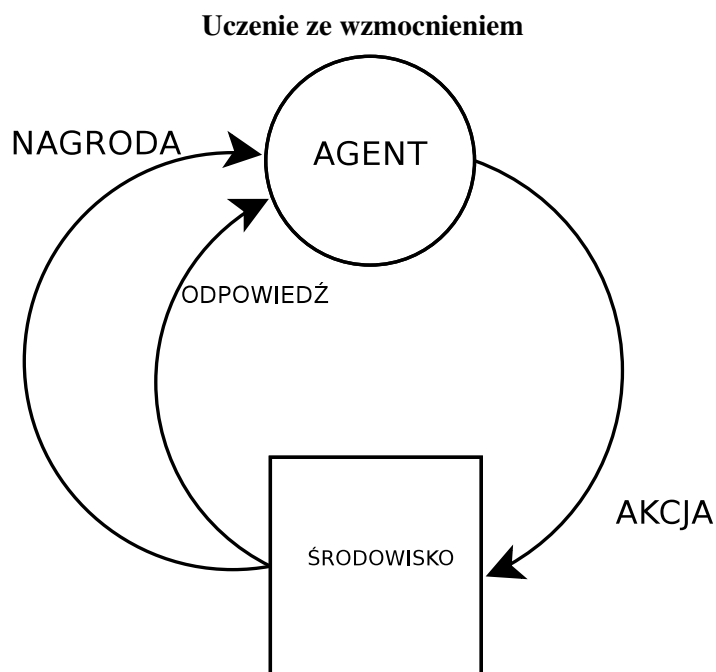 Uczenie ze wzmocnieniem
NAGRODA
AGENT
ODPOWIEDŹ
AKCJA
ŚRODOWISKO